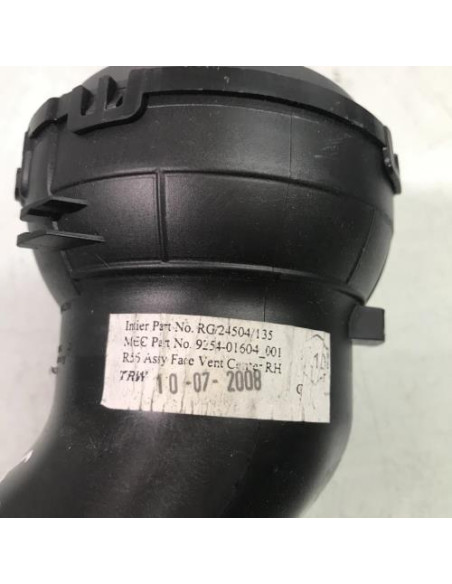 Intier Part No. RG/24504/135
MEC Part No. 9254-01604_001
R56 Assy Face Vent Center RH
TRW 10-07-2008